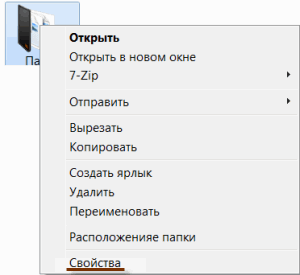 Открыть
Па
Открыть в новом окне
7-Zip
Отправить
Вырезать
Копировать
Создать ярлык
Удалить
Переименовать
Расположенияе папки
Свойства